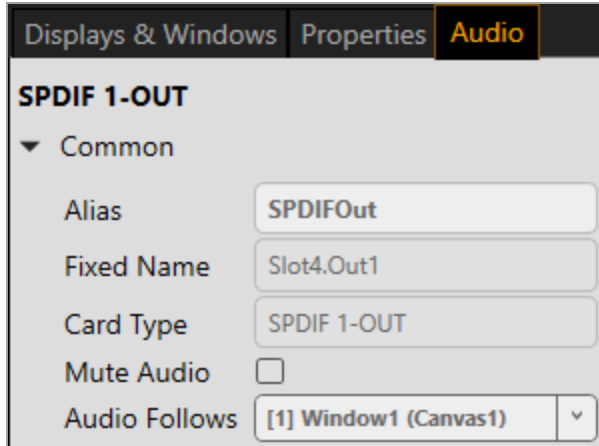 Displays & Windows Properties Audio
SPDIF 1-OUT
Common
Alias SPDIFOut
Fixed Name Slot4.Out1
Card Type SPDIF 1-OUT
Mute Audio
Audio Follows [1] Window1 (Canvas1)